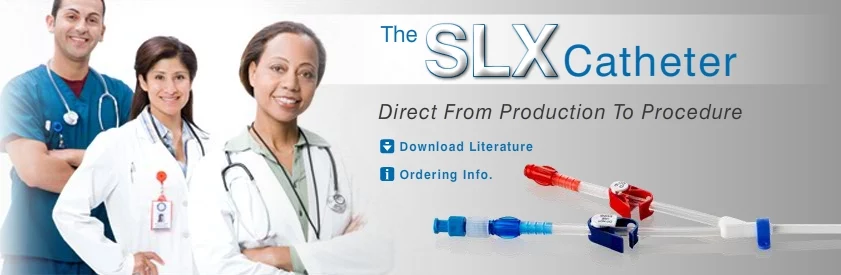 The SLX Catheter
Direct From Production To Procedure
Download Literature
Ordering Info.